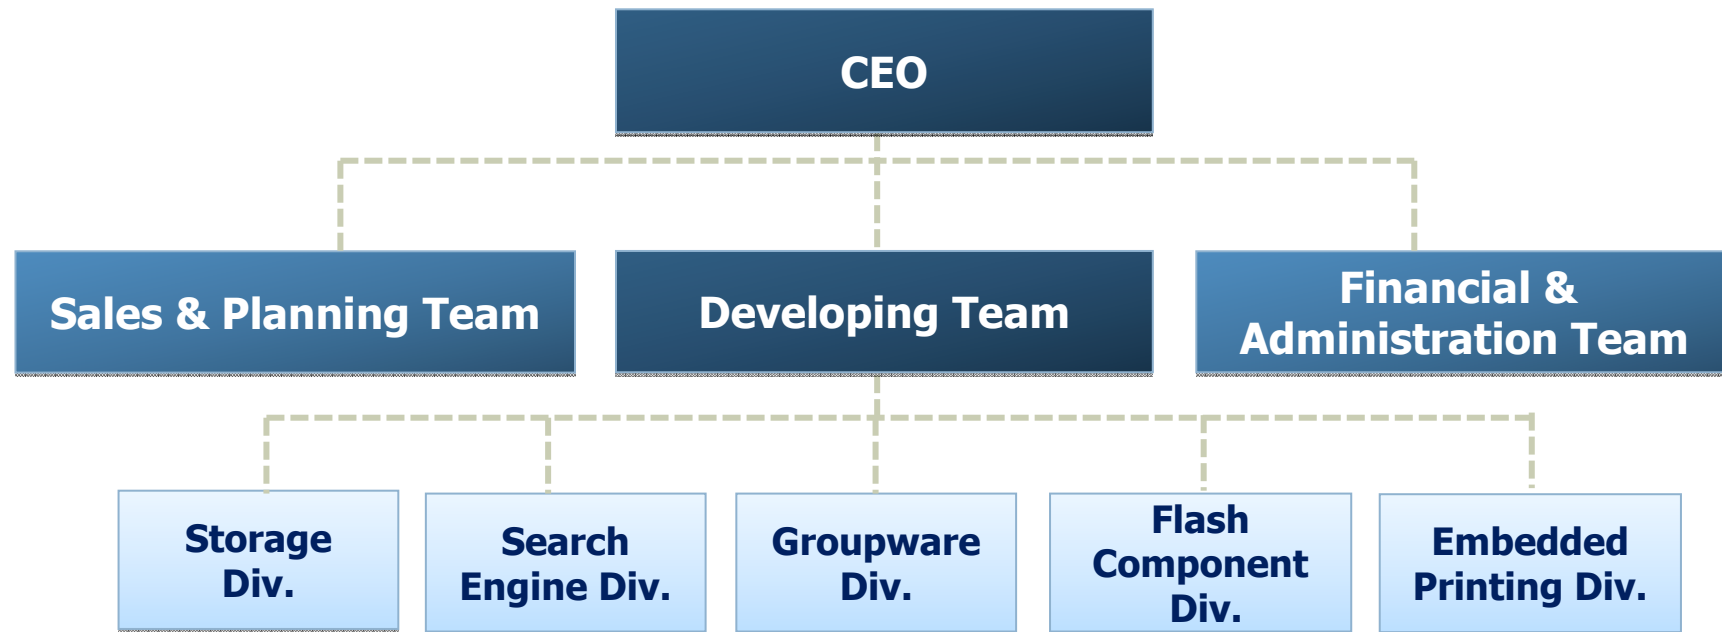 CEO
Sales & Planning Team
Developing Team
Financial &
Administration Team
Storage
Div.
Search
Engine Div.
Groupware
Div.
Flash
Component
Div.
Embedded
Printing Div.